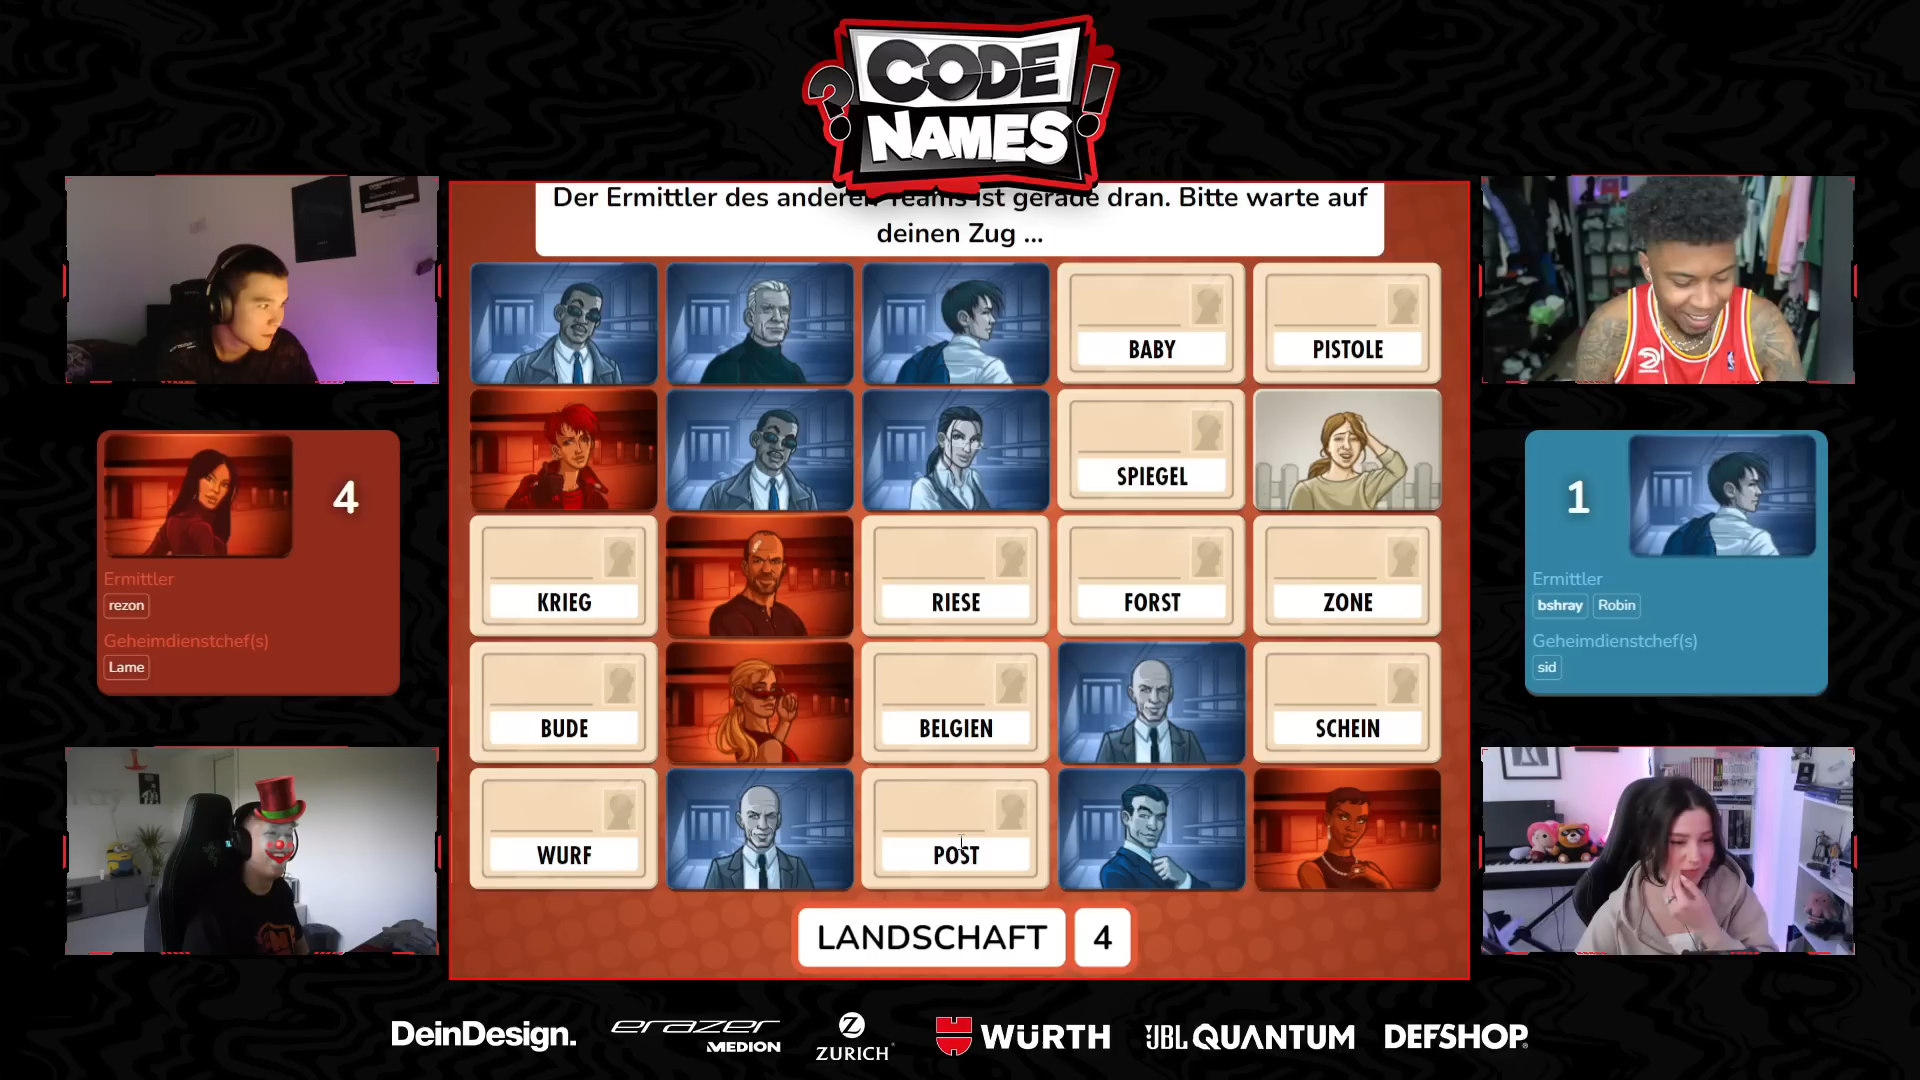 CODE
NAMES
Der Ermittler des anderen Teams ist gerade dran. Bitte warte auf
deinen Zug ...
BABY
PISTOLE
SPIEGEL
KRIEG
RIESE
FORST
ZONE
BUDE
BELGIEN
SCHEIN
WURF
POST
LANDSCHAFT 4
4
Ermittler
rezon
Geheimdienstchef(s)
Lame
1
Ermittler
bshray Robin
Geheimdienstchef(s)
sid
DeinDesign.
erazer
MEDION
Z
ZURICH
WÜRTH
JBL QUANTUM
DEFSHOP